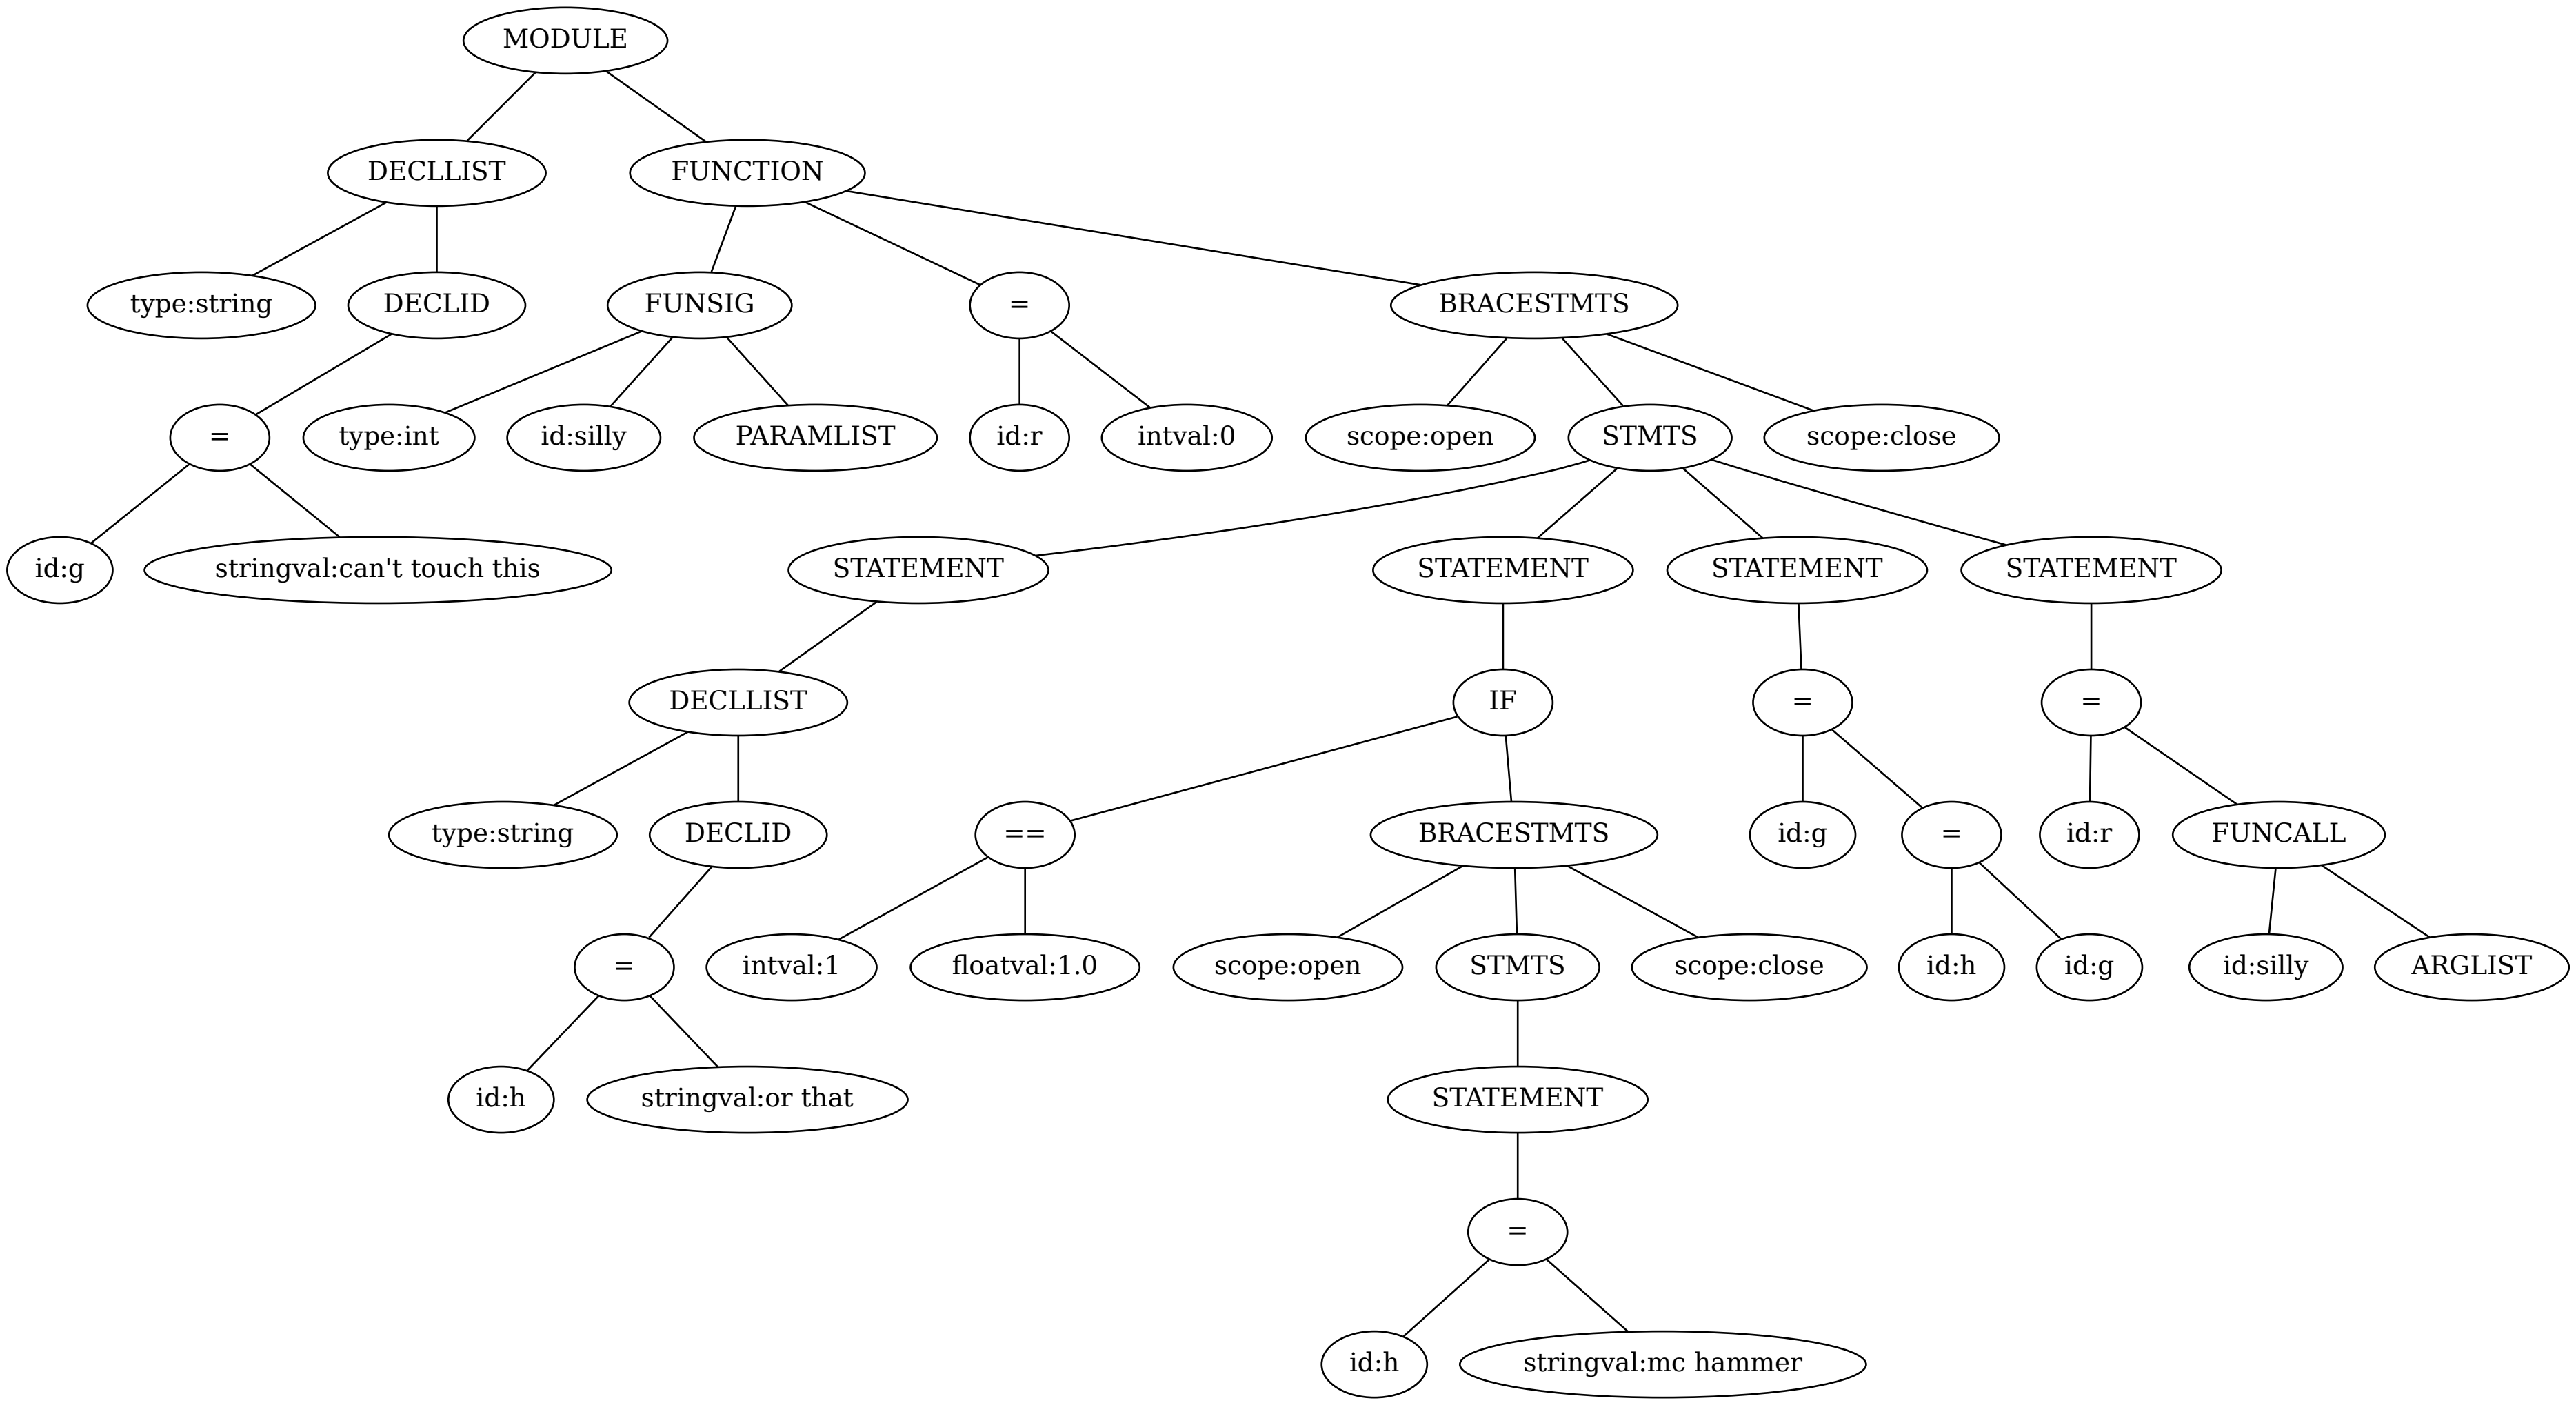 MODULE
DECLLIST
FUNCTION
type:string
DECLID
FUNSIG
=
BRACESTMTS
=
type:int
id:silly
PARAMLIST
id:r
intval:0
scope:open
STMTS
scope:close
id:g
stringval:can't touch this
STATEMENT
STATEMENT
STATEMENT
STATEMENT
DECLLIST
IF
=
=
type:string
DECLID
==
BRACESTMTS
id:g
=
id:r
FUNCALL
=
intval:1
floatval:1.0
scope:open
STMTS
scope:close
id:h
id:g
id:silly
ARGLIST
id:h
stringval:or that
STATEMENT
=
id:h
stringval:mc hammer